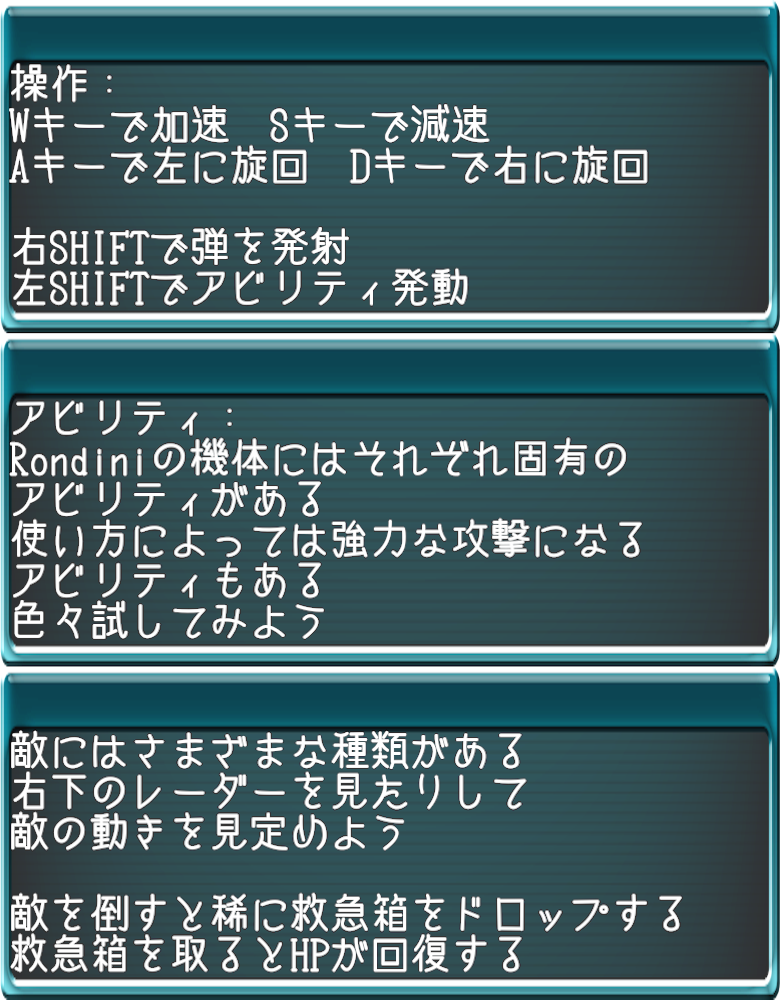 操作：
Wキーで加速　Sキーで減速
Aキーで左に旋回　Dキーで右に旋回
右SHIFTで弾を発射
左SHIFTでアビリティ発動
アビリティ：
Rondiniの機体にはそれぞれ固有の
アビリティがある
使い方によっては強力な攻撃になる
アビリティもある
色々試してみよう
敵にはさまざまな種類がある
右下のレーダーを見たりして
敵の動きを見定めよう
敵を倒すと稀に救急箱をドロップする
救急箱を取るとHPが回復する